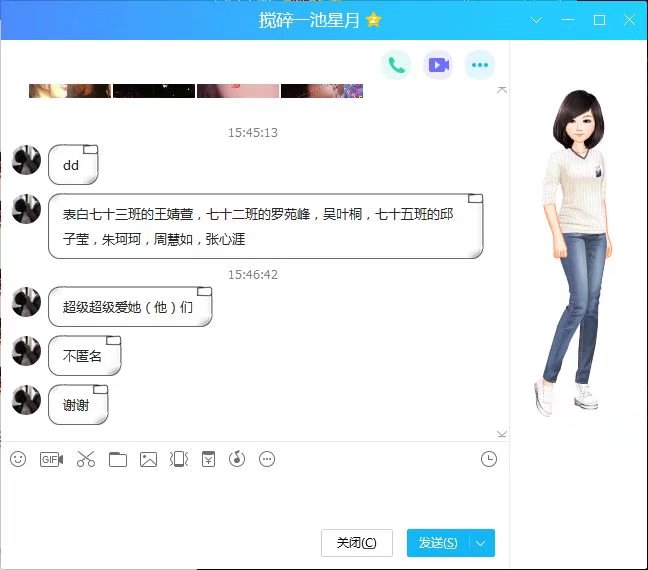 搅碎一池星月
15:45:13
dd
表白七十三班的王婧萱，七十二班的罗苑峰，吴叶桐，七十五班的邱
子莹，朱珂珂，周慧如，张心涯
15:46:42
超级超级爱她（他）们
不匿名
谢谢
GIF
关闭(C)
发送(S)